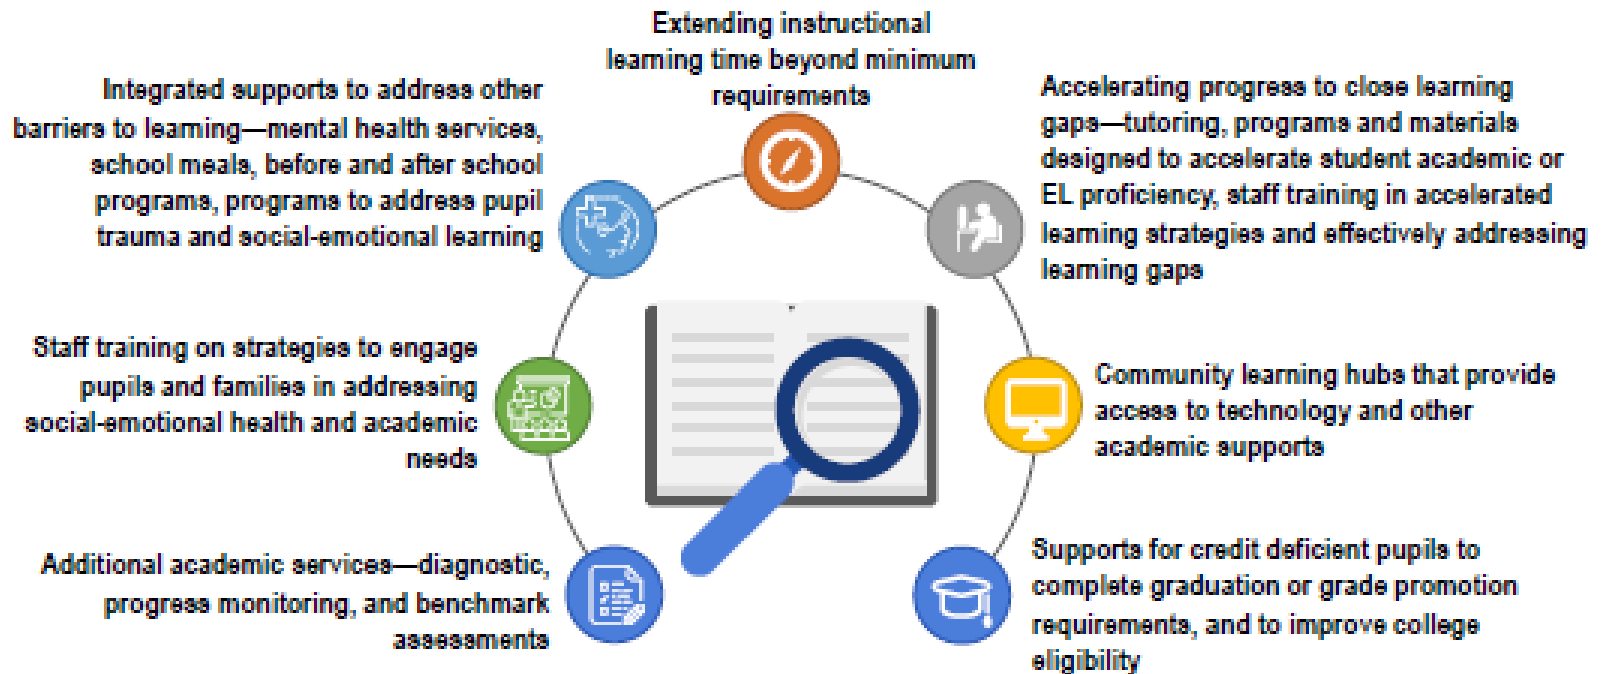 Extending instructional
learning time beyond minimum
requirements
Accelerating progress to close learning
gaps—tutoring, programs and materials
designed to accelerate student academic or
EL proficiency, staff training in accelerated
learning strategies and effectively addressing
learning gaps
Community learning hubs that provide
access to technology and other
academic supports
Supports for credit deficient pupils to
complete graduation or grade promotion
requirements, and to improve college
eligibility
Additional academic services—diagnostic,
progress monitoring, and benchmark
assessments
Staff training on strategies to engage
pupils and families in addressing
social-emotional health and academic
needs
Integrated supports to address other
barriers to learning—mental health services,
school meals, before and after school
programs, programs to address pupil
trauma and social-emotional learning